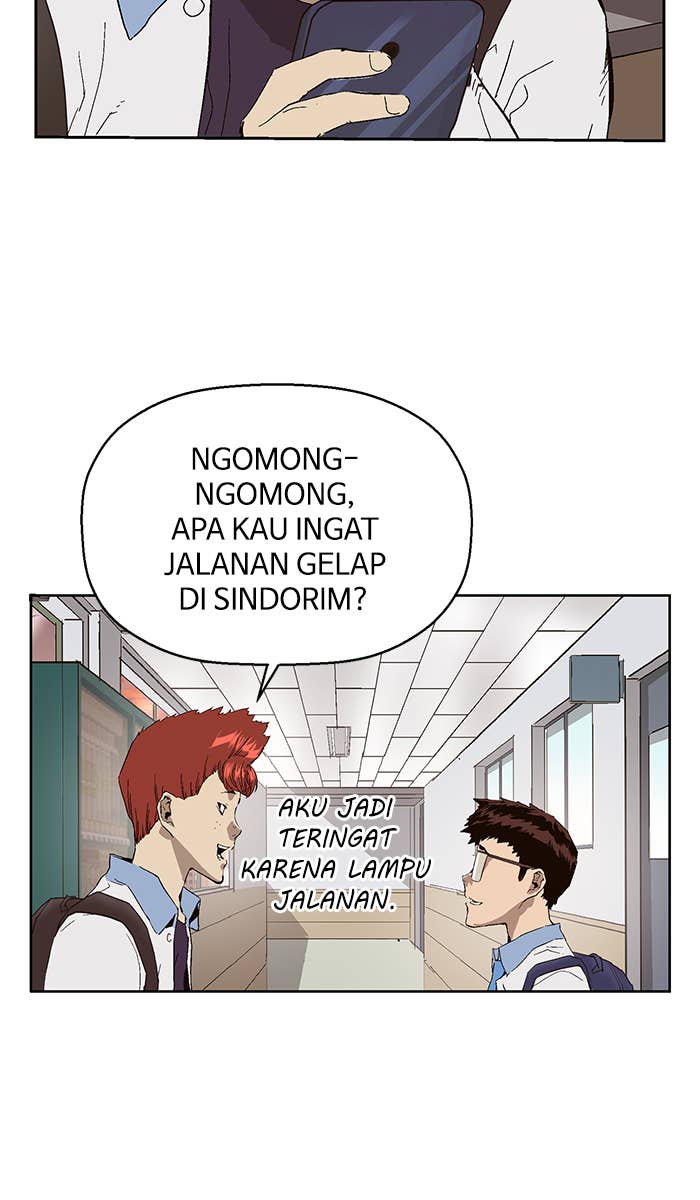 NGOMONG-
NGOMONG,
APA KAU INGAT
JALANAN GELAP
DI SINDORIM?
AKU JADI
TERINGAT
KARENA LAMPU
JALANAN.